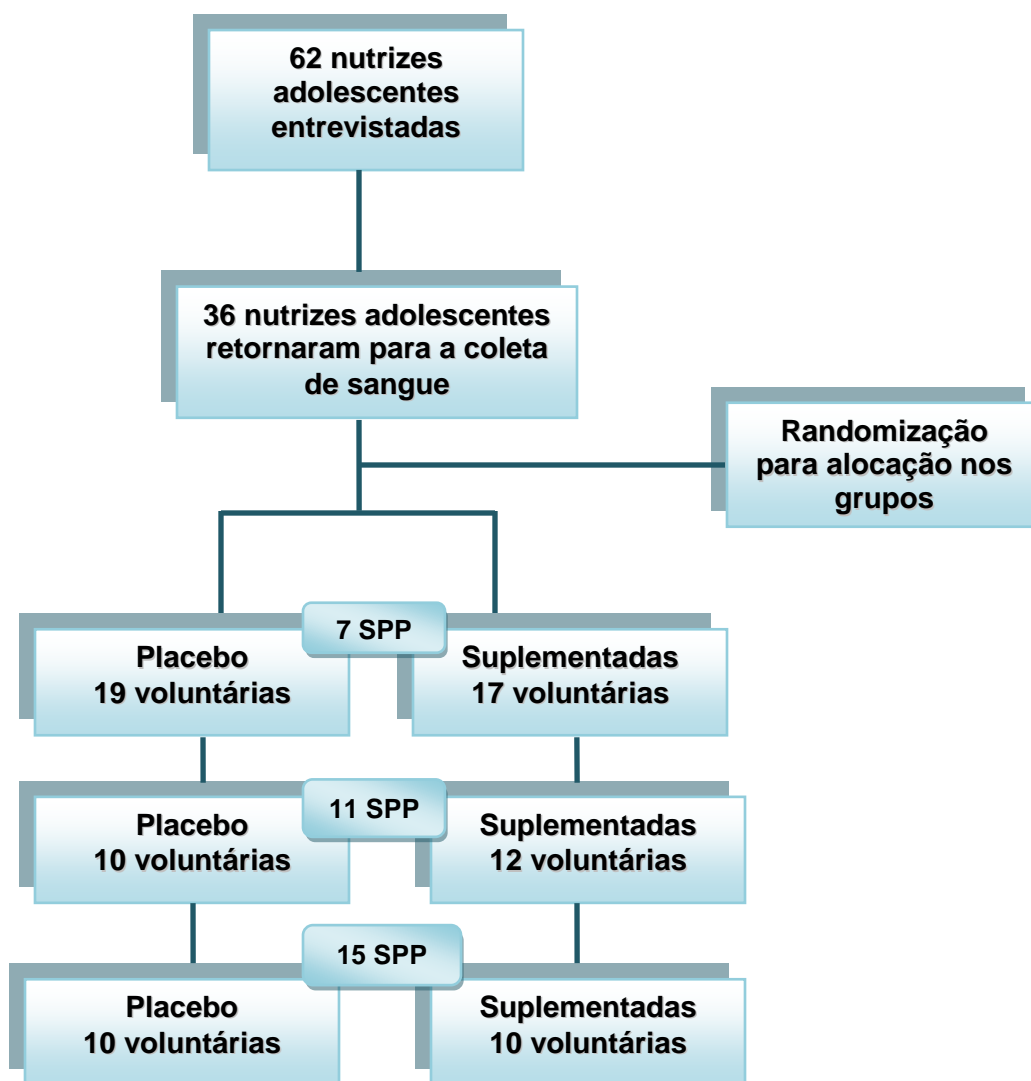 62 nutrizes
adolescentes
entrevistadas
36 nutrizes adolescentes
retornaram para a coleta
de sangue
Randomização
para alocação nos
grupos
7 SPP
Placebo
19 voluntárias
Suplementadas
17 voluntárias
11 SPP
Placebo
10 voluntárias
Suplementadas
12 voluntárias
15 SPP
Placebo
10 voluntárias
Suplementadas
10 voluntárias